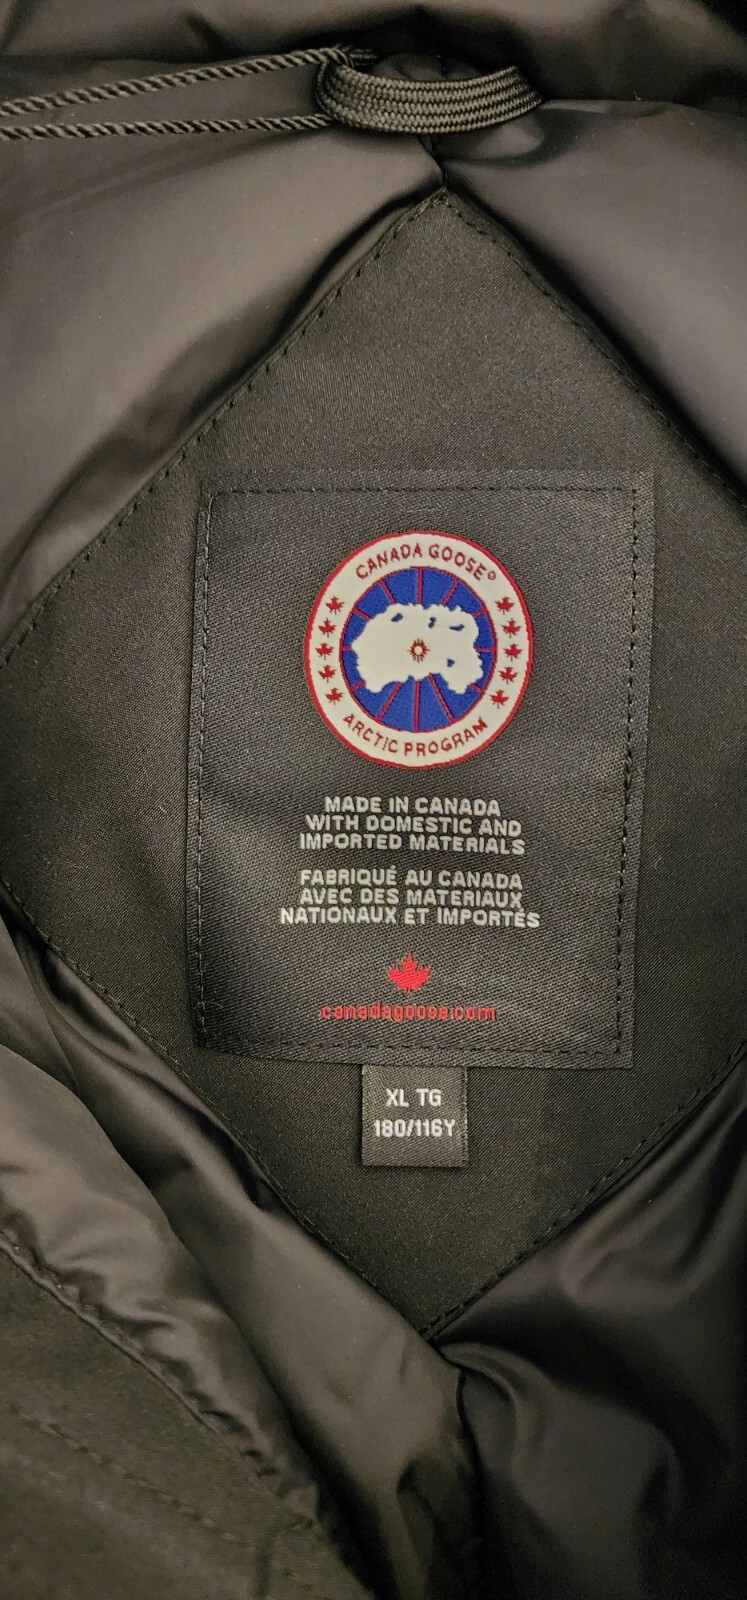 CANADA GOOSE®
ARCTIC PROGRAM
MADE IN CANADA
WITH DOMESTIC AND
IMPORTED MATERIALS
FABRIQUÉ AU CANADA
AVEC DES MATERIAUX
NATIONAUX ET IMPORTÉS
canadagoose.com
XL TG
180/116Y